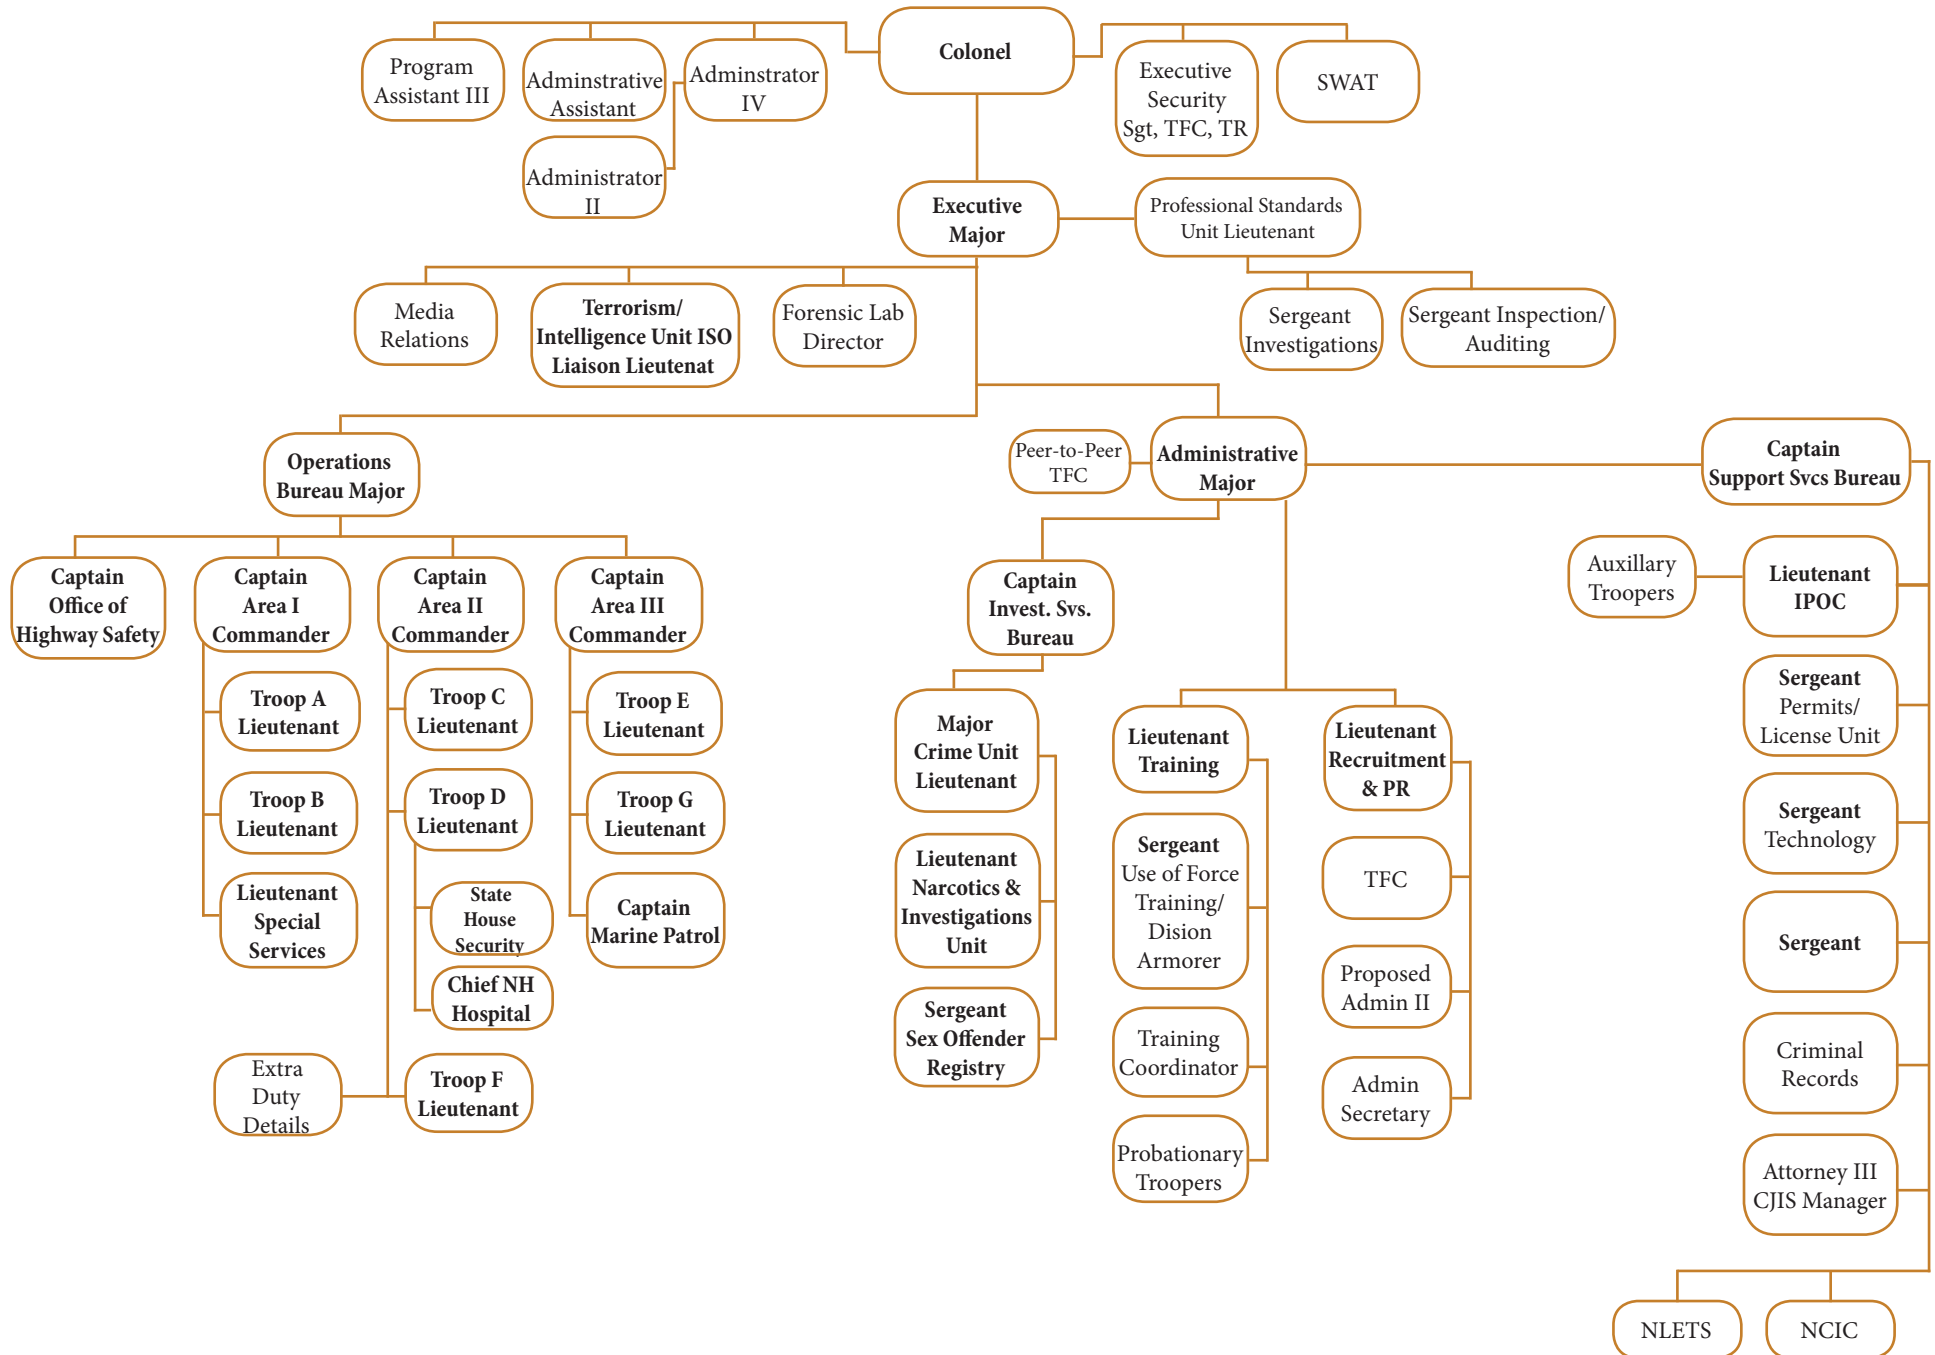 Colonel
Program
Assistant III
Adminstrative
Assistant
Adminstrator
IV
Administrator
II
Executive
Security
Sgt, TFC, TR
SWAT
Executive
Major
Professional Standards
Unit Lieutenant
Sergeant
Investigations
Sergeant Inspection/
Auditing
Media
Relations
Terrorism/
Intelligence Unit ISO
Liaison Lieutenat
Forensic Lab
Director
Operations
Bureau Major
Peer-to-Peer
TFC
Administrative
Major
Captain
Support Svcs Bureau
Captain
Office of
Highway Safety
Captain
Area I
Commander
Captain
Area II
Commander
Captain
Area III
Commander
Troop A
Lieutenant
Troop B
Lieutenant
Lieutenant
Special
Services
Troop C
Lieutenant
Troop D
Lieutenant
State
House
Security
Chief NH
Hospital
Extra
Duty
Details
Troop F
Lieutenant
Troop E
Lieutenant
Troop G
Lieutenant
Captain
Marine Patrol
Captain
Invest. Svs.
Bureau
Major
Crime Unit
Lieutenant
Lieutenant
Narcotics &
Investigations
Unit
Sergeant
Sex Offender
Registry
Lieutenant
Training
Sergeant
Use of Force
Training/
Dision
Armorer
Training
Coordinator
Probationary
Troopers
Lieutenant
Recruitment
& PR
TFC
Proposed
Admin II
Admin
Secretary
Auxillary
Troopers
Lieutenant
IPOC
Sergeant
Permits/
License Unit
Sergeant
Technology
Sergeant
Criminal
Records
Attorney III
CJIS Manager
NLETS
NCIC